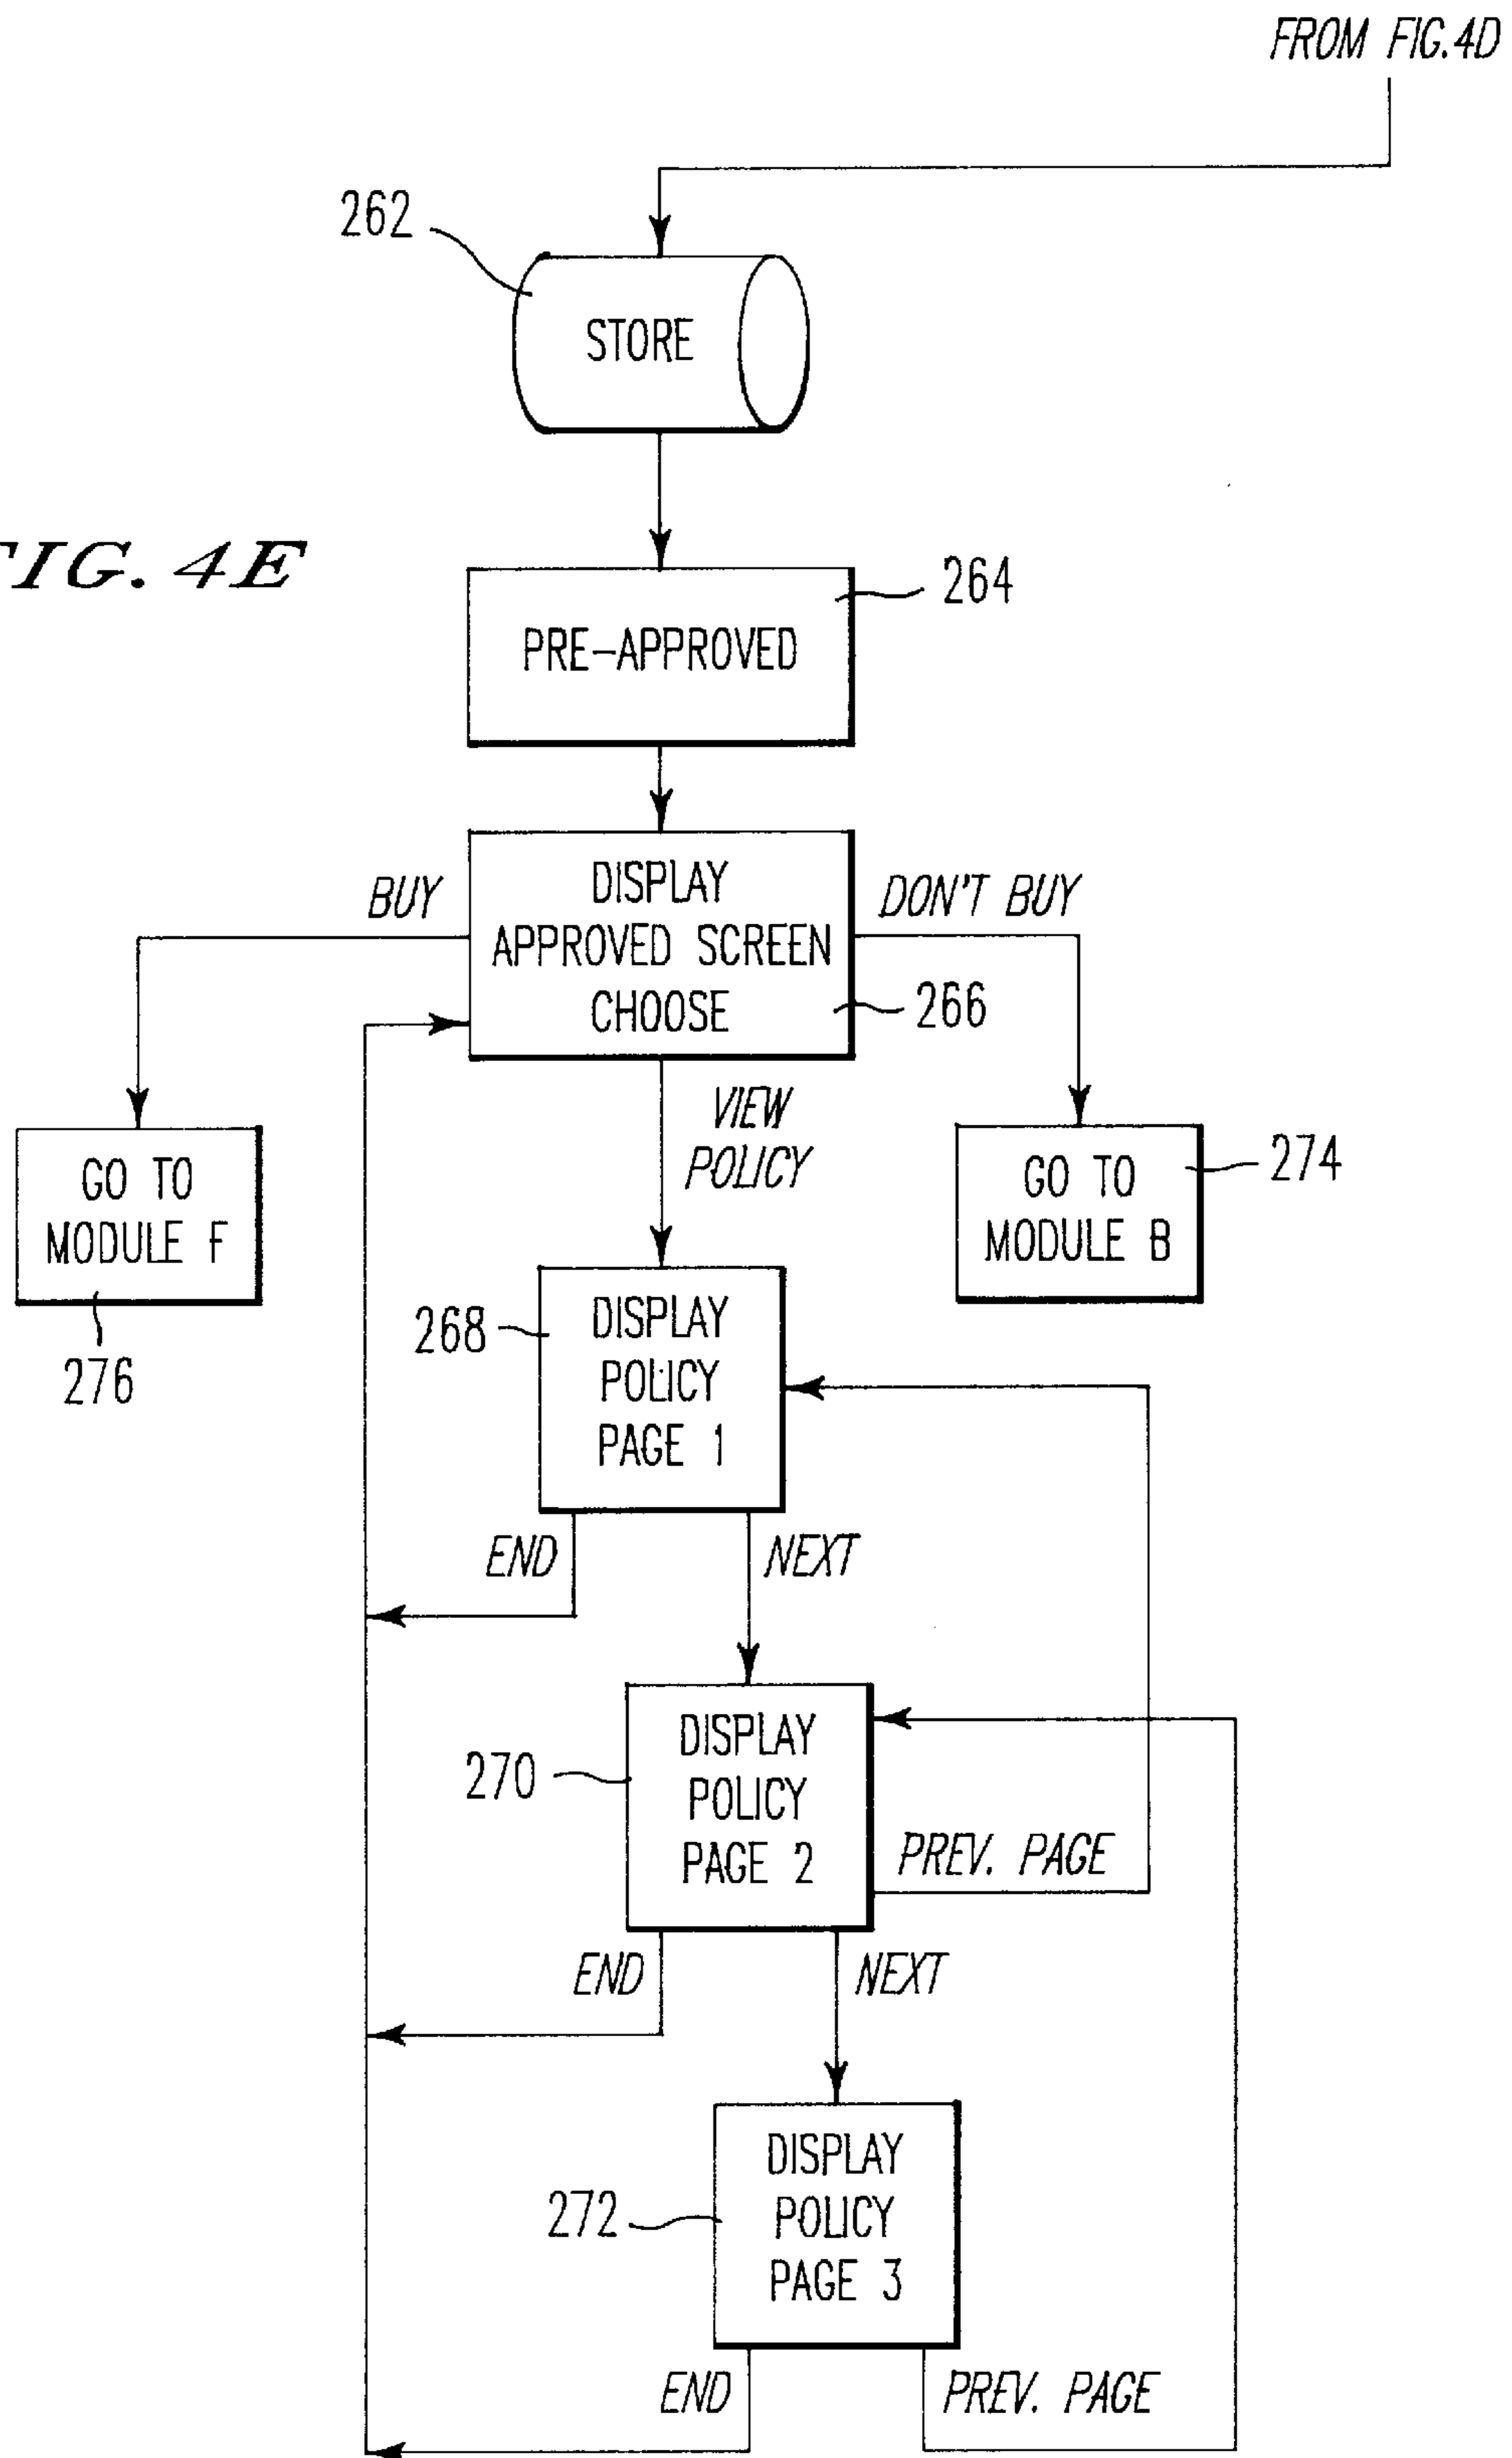 FROM FIG.4D
262
STORE
FIG. 4E
264
PRE-APPROVED
BUY
DISPLAY
APPROVED SCREEN
CHOOSE
DON'T BUY
266
VIEW
POLICY
GO TO
MODULE F
276
GO TO
MODULE B
274
268
DISPLAY
POLICY
PAGE 1
END
NEXT
270
DISPLAY
POLICY
PAGE 2
PREV. PAGE
END
NEXT
272
DISPLAY
POLICY
PAGE 3
END
PREV. PAGE